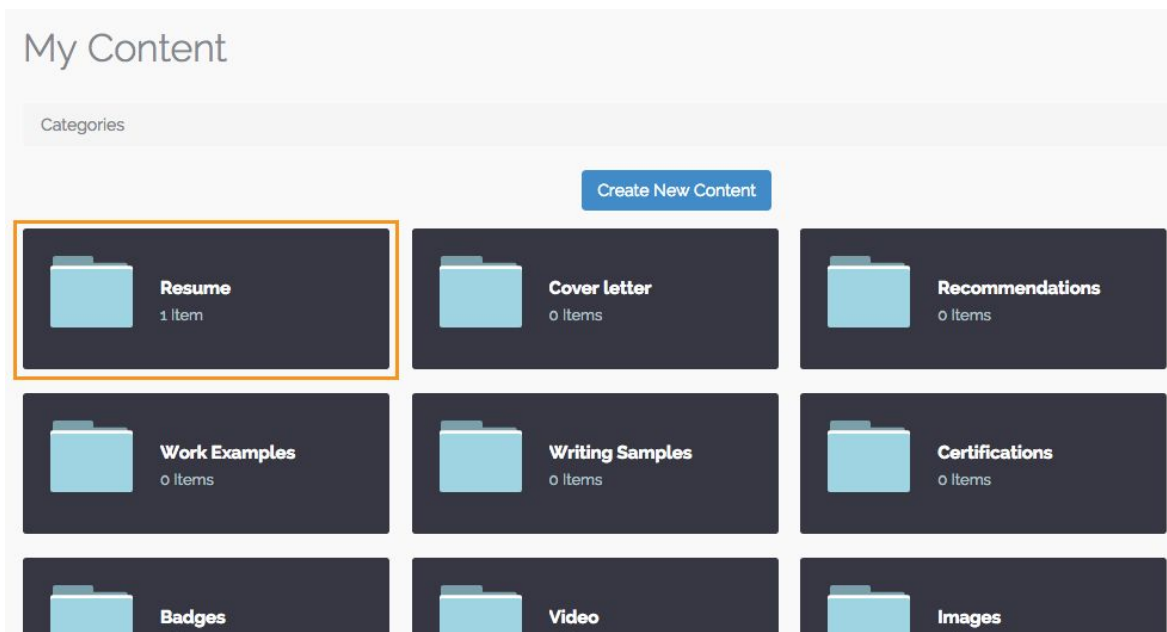 My Content
Categories
Create New Content
Resume
1 Item
Cover letter
0 Items
Recommendations
0 Items
Work Examples
0 Items
Writing Samples
0 Items
Certifications
0 Items
Badges
Video
Images